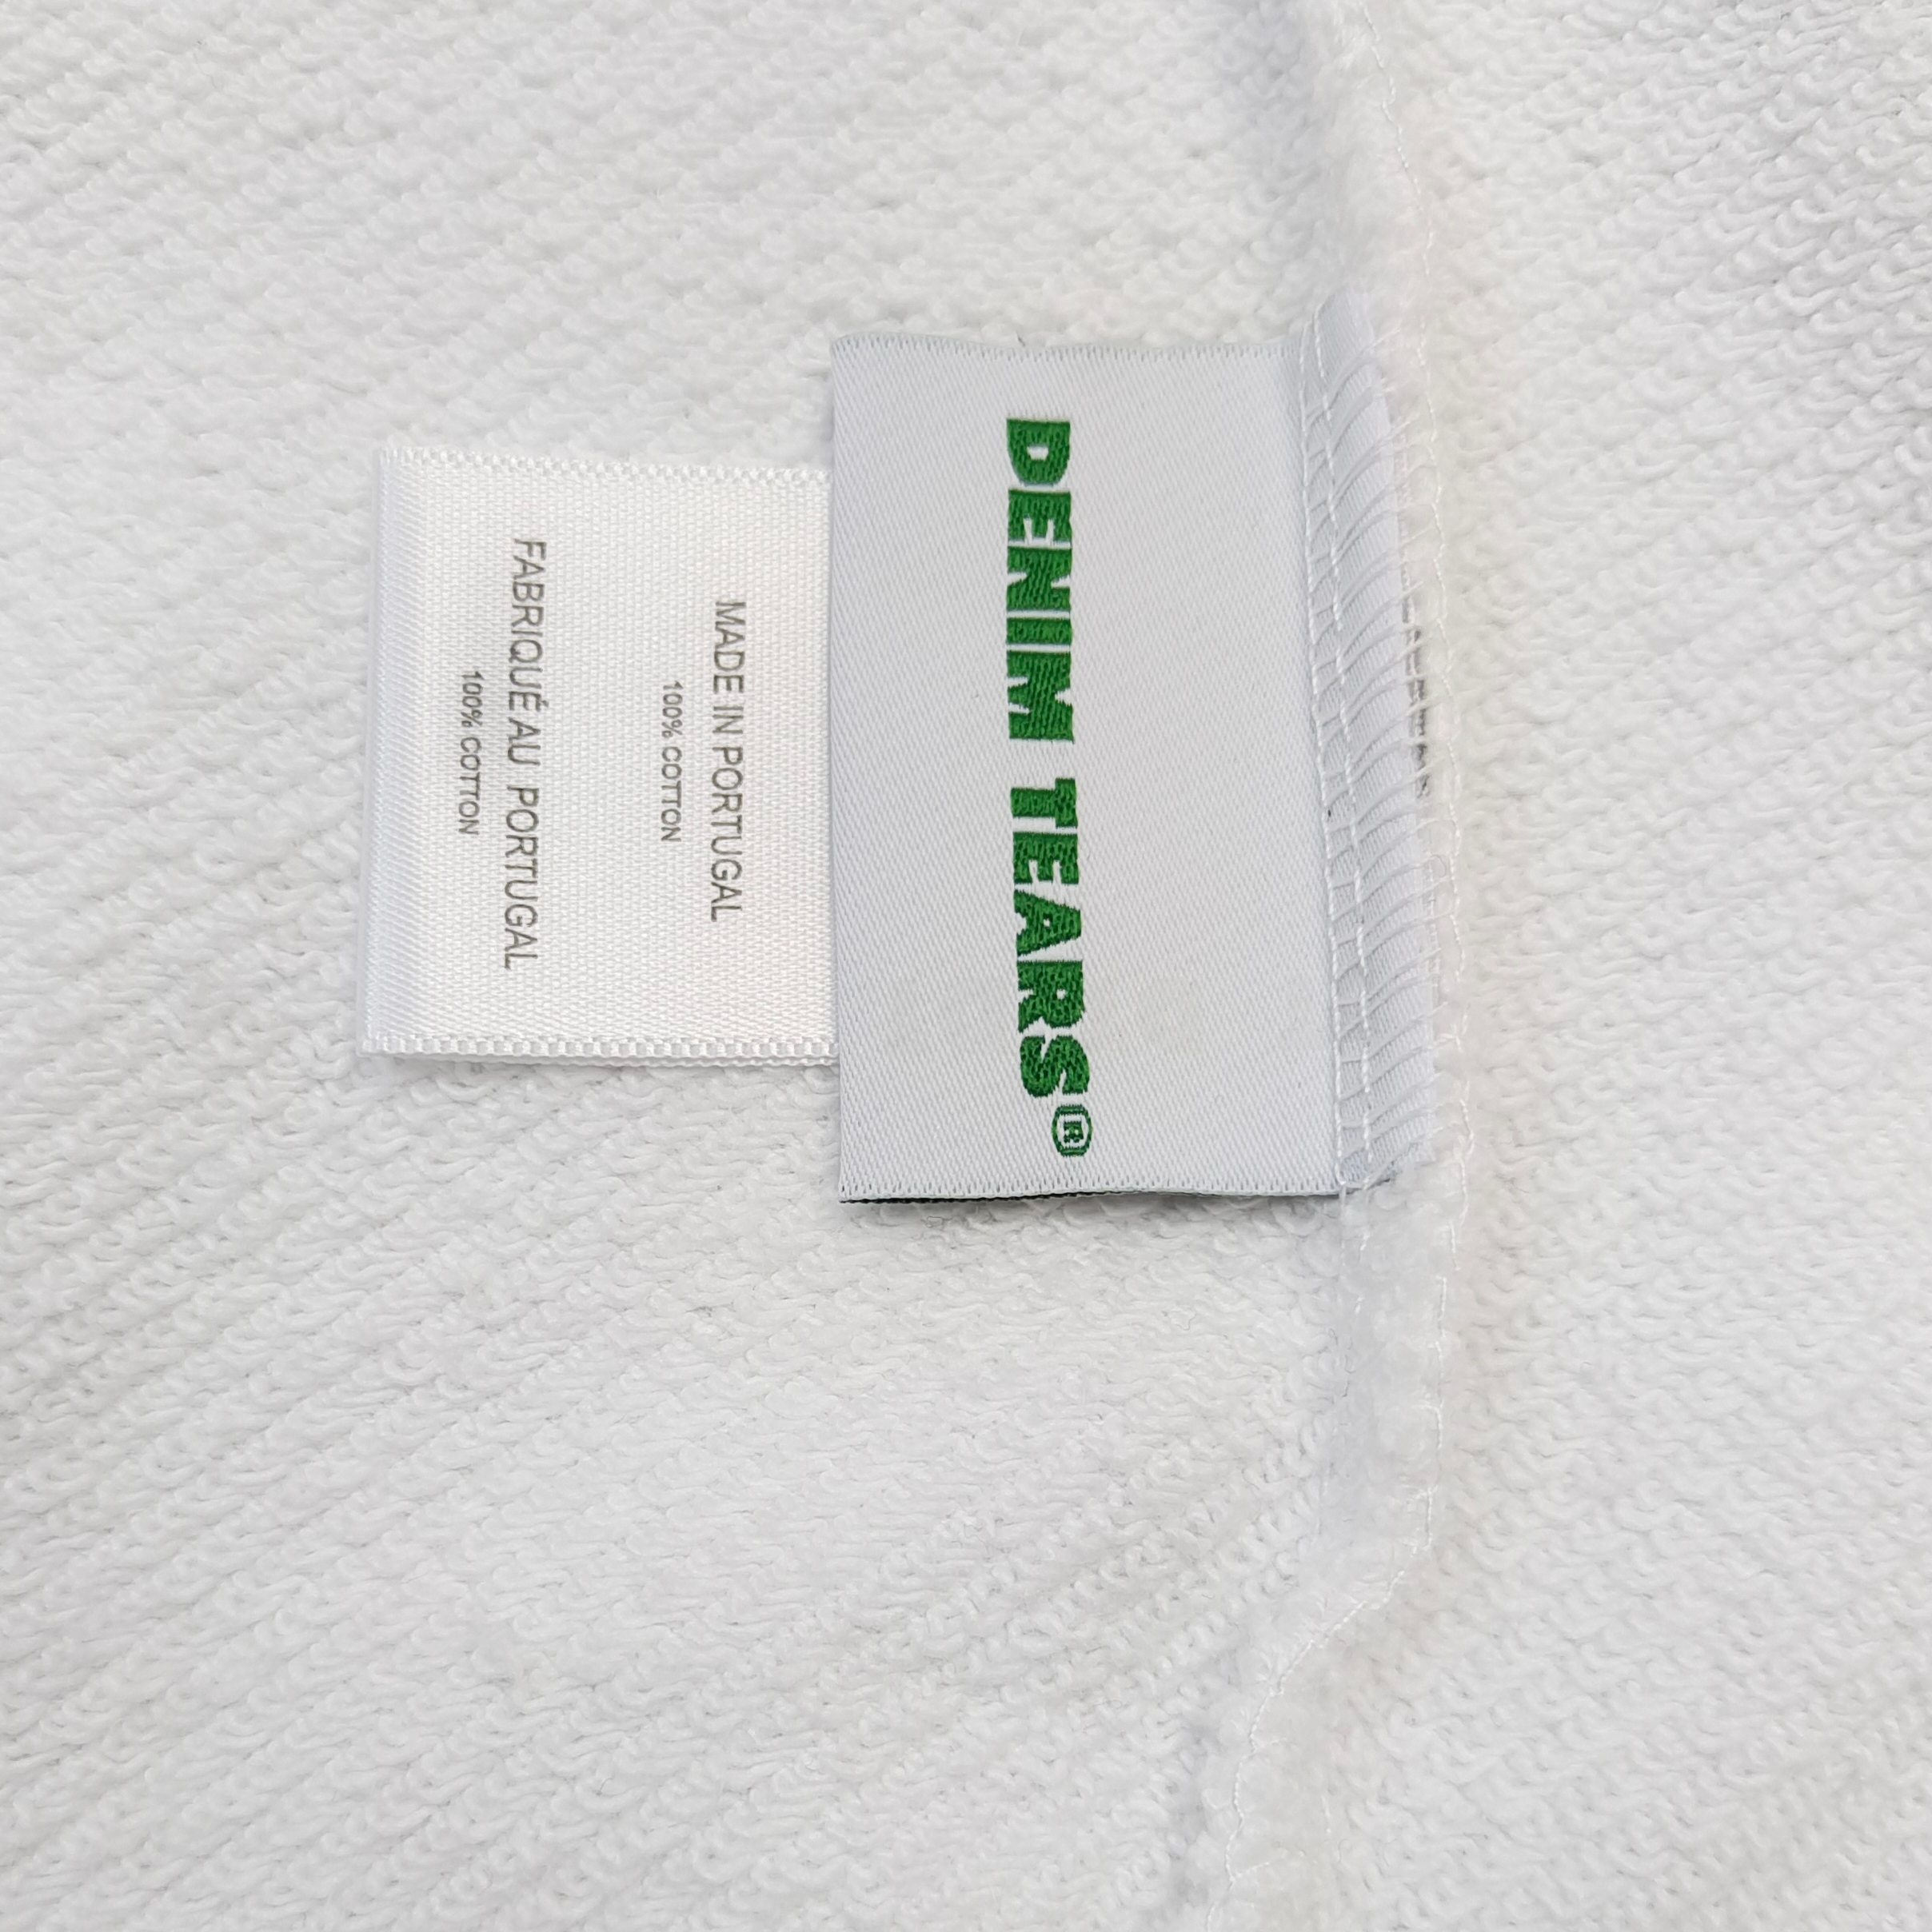 DENIM TEARS®
MADE IN PORTUGAL
100% COTTON
FABRIQUÉ AU PORTUGAL
100% COTTON